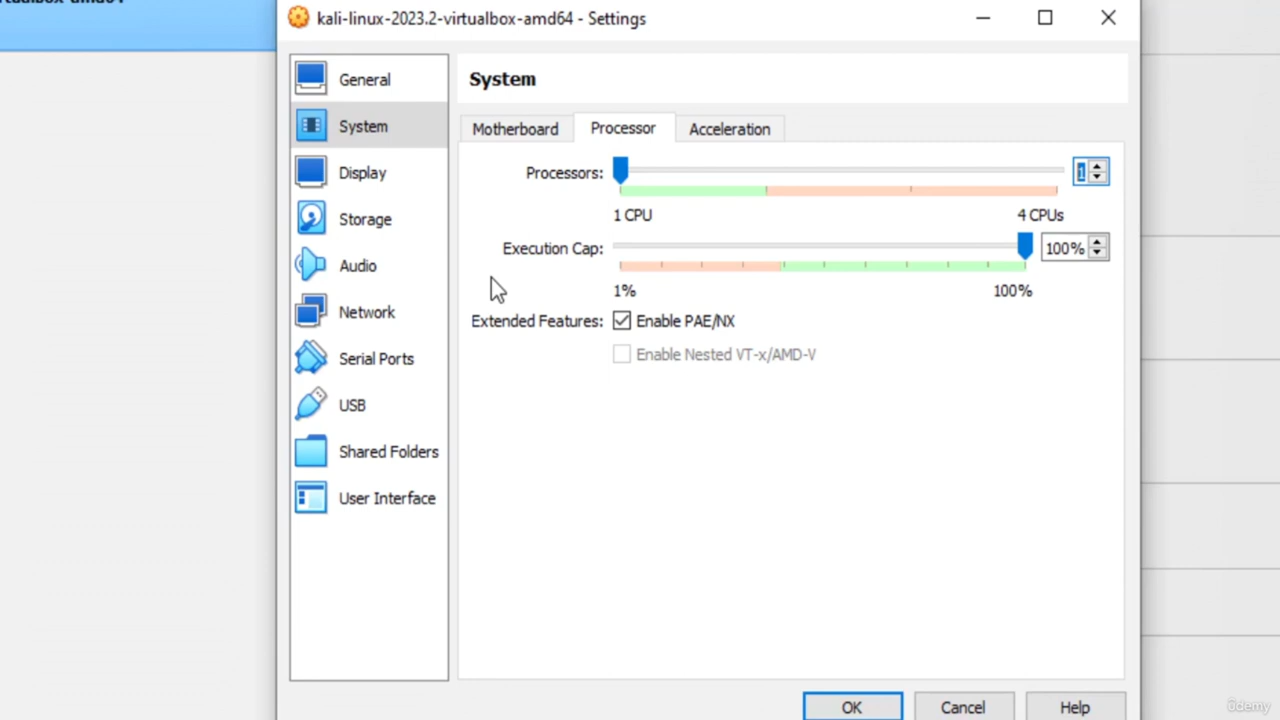 kali-linux-2023.2-virtualbox-amd64 - Settings
General
System
Display
Storage
Audio
Network
Serial Ports
USB
Shared Folders
User Interface
System
Motherboard
Processor
Acceleration
Processors:
1
1 CPU
4 CPUs
Execution Cap:
100%
1%
100%
Extended Features:
Enable PAE/NX
Enable Nested VT-x/AMD-V
OK
Cancel
Help